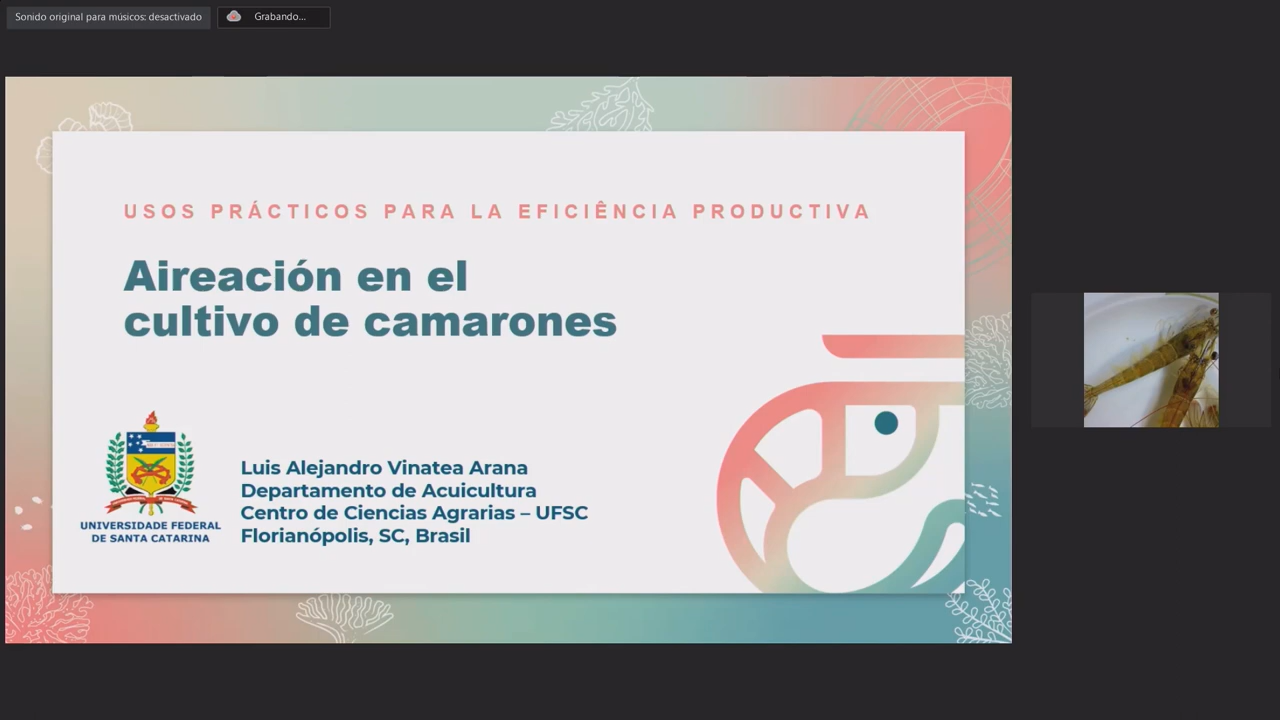 Sonido original para músicos: desactivado
Grabando...
USOS PRÁCTICOS PARA LA EFICIÊNCIA PRODUCTIVA
Aireación en el
cultivo de camarones
Luis Alejandro Vinatea Arana
Departamento de Acuicultura
Centro de Ciencias Agrarias – UFSC
Florianópolis, SC, Brasil
UNIVERSIDADE FEDERAL
DE SANTA CATARINA